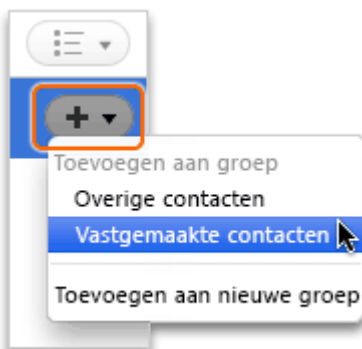 Toevoegen aan groep
Overige contacten
Vastgemaakte contacten
Toevoegen aan nieuwe groep